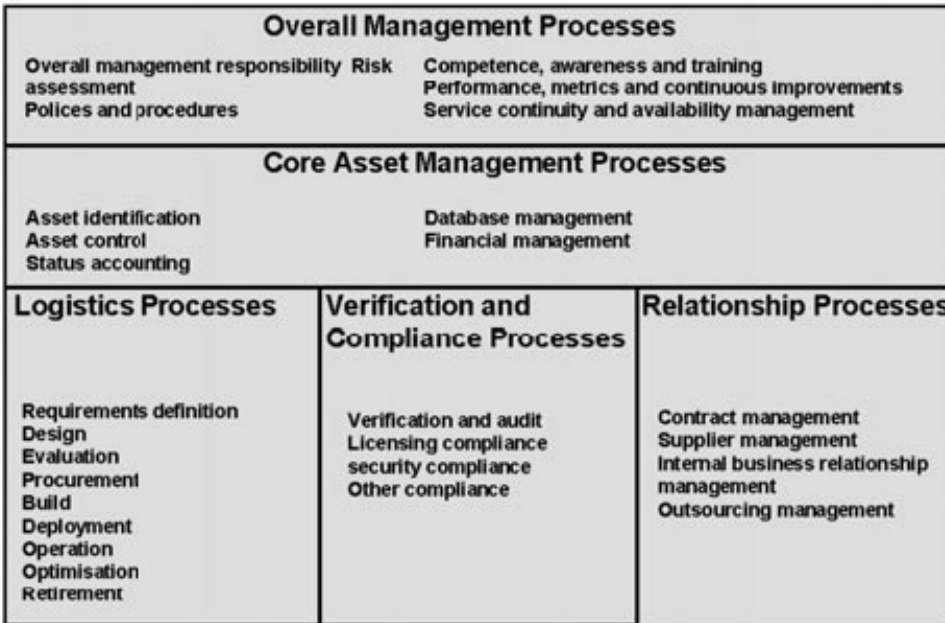 Overall Management Processes
Overall management responsibility Risk
assessment
Polices and procedures
Competence, awareness and training
Performance, metrics and continuous improvements
Service continuity and availability management
Core Asset Management Processes
Asset identification
Asset control
Status accounting
Database management
Financial management
Logistics Processes
Requirements definition
Design
Evaluation
Procurement
Build
Deployment
Operation
Optimisation
Retirement
Verification and
Compliance Processes
Verification and audit
Licensing compliance
security compliance
Other compliance
Relationship Processes
Contract management
Supplier management
Internal business relationship
management
Outsourcing management